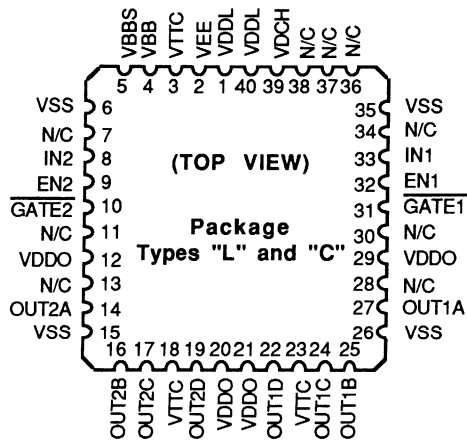 VBBS VBB VTTC VEE VDDL VDDL VDCH N/C N/C N/C
5 4 3 2 1 40 39 38 37 36
VSS 6 35 VSS
N/C 7 34 N/C
IN2 8 (TOP VIEW) 33 IN1
EN2 9 32 EN1
GATE2 10 31 GATE1
N/C 11 Package 30 N/C
VDDO 12 Types "L" and "C" 29 VDDO
N/C 13 28 N/C
OUT2A 14 27 OUT1A
VSS 15 26 VSS
16 17 18 19 20 21 22 23 24 25
OUT2B OUT2C VTTC OUT2D VDDO VDDO OUT1D VTTC OUT1C OUT1B